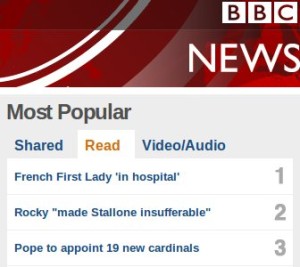 BBC
NEWS
Most Popular
Shared Read Video/Audio
French First Lady 'in hospital' 1
Rocky "made Stallone insufferable" 2
Pope to appoint 19 new cardinals 3